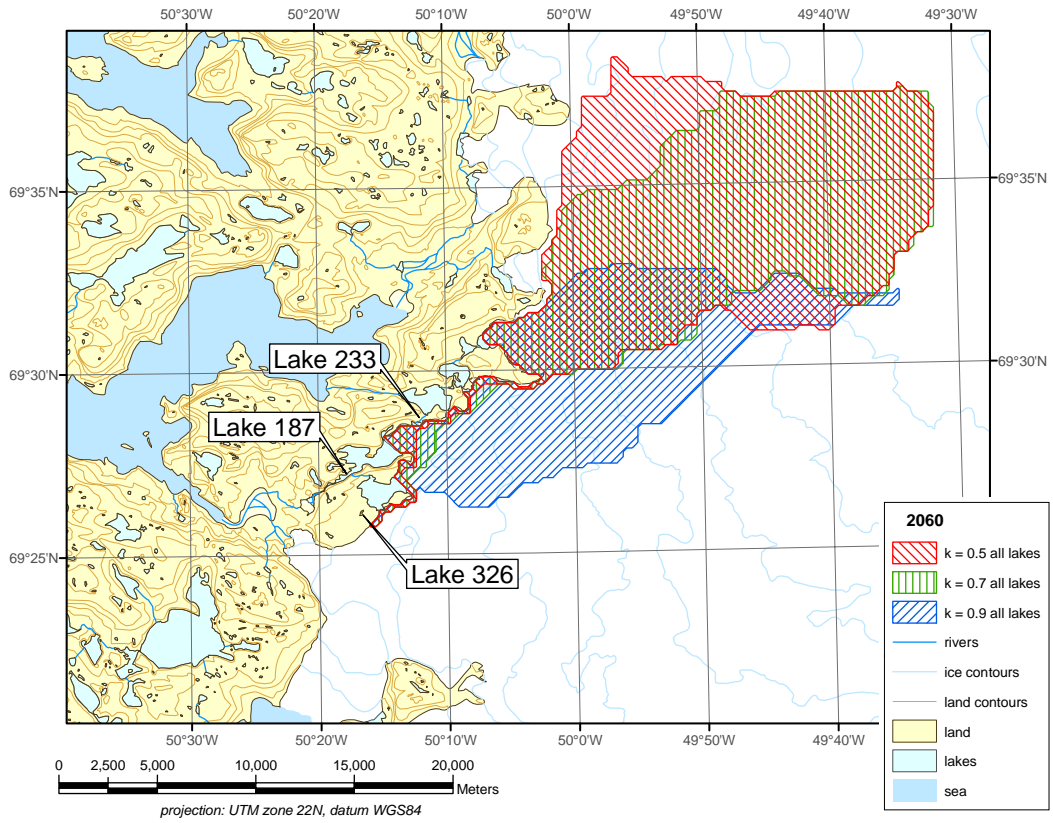 50°30'W 50°20'W 50°10'W 50°0'W 49°50'W 49°40'W 49°30'W
69°35'N 69°35'N
69°30'N 69°30'N
Lake 233
Lake 187
Lake 326
69°25'N
50°30'W 50°20'W 50°10'W 50°0'W 49°50'W 49°40'W
2060
k = 0.5 all lakes
k = 0.7 all lakes
k = 0.9 all lakes
rivers
ice contours
land contours
land
lakes
sea
0 2,500 5,000 10,000 15,000 20,000
Meters
projection: UTM zone 22N, datum WGS84